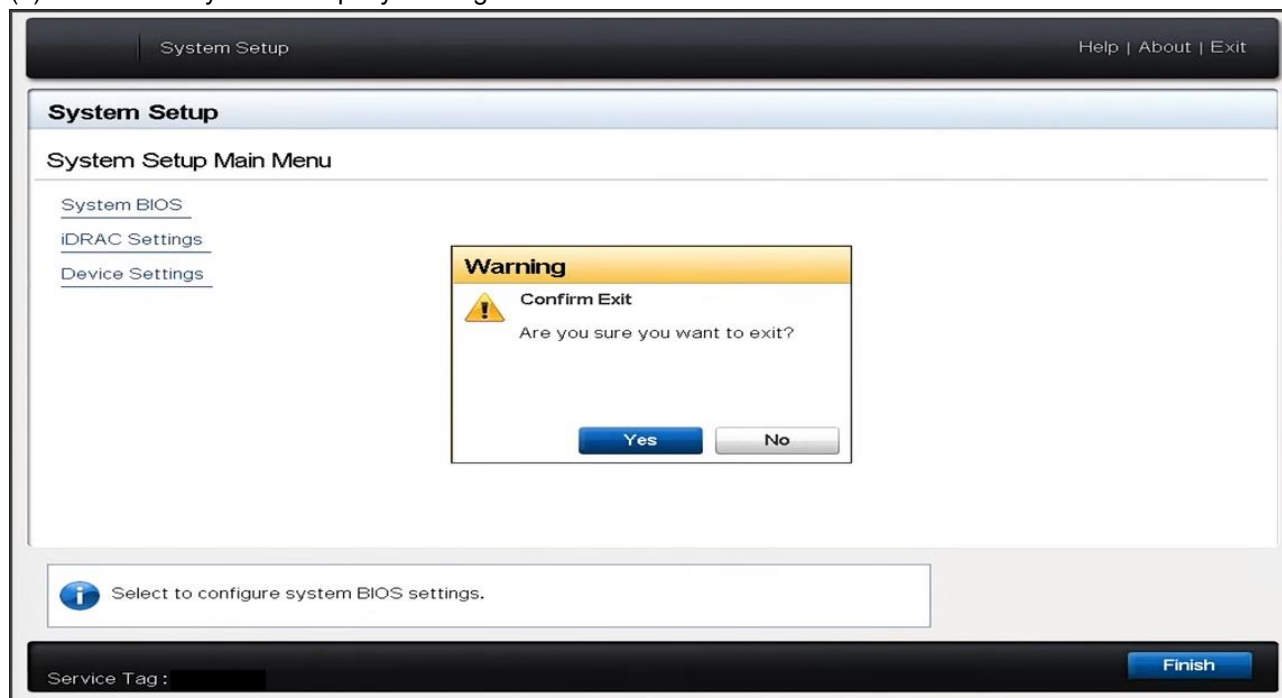 System Setup
Help | About | Exit
System Setup
System Setup Main Menu
System BIOS
iDRAC Settings
Device Settings
Warning
Confirm Exit
Are you sure you want to exit?
Yes No
Select to configure system BIOS settings.
Finish
Service Tag :